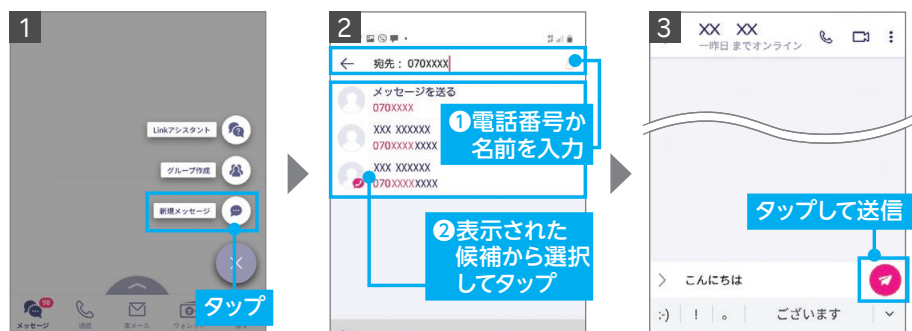 1
Linkアシスタント
グループ作成
新規メッセージ
タップ
98
メッセージ
通話
楽メール
ウォレット
2
宛先： 070XXXX
メッセージを送る
070XXXX
XXX XXXXXX
070XXXXXXXX
XXX XXXXXX
070XXXXXXXX
❶電話番号か
名前を入力
❷表示された
候補から選択
してタップ
3
XX XX
一昨日 までオンライン
タップして送信
こんにちは
:-) ! 。 ございます